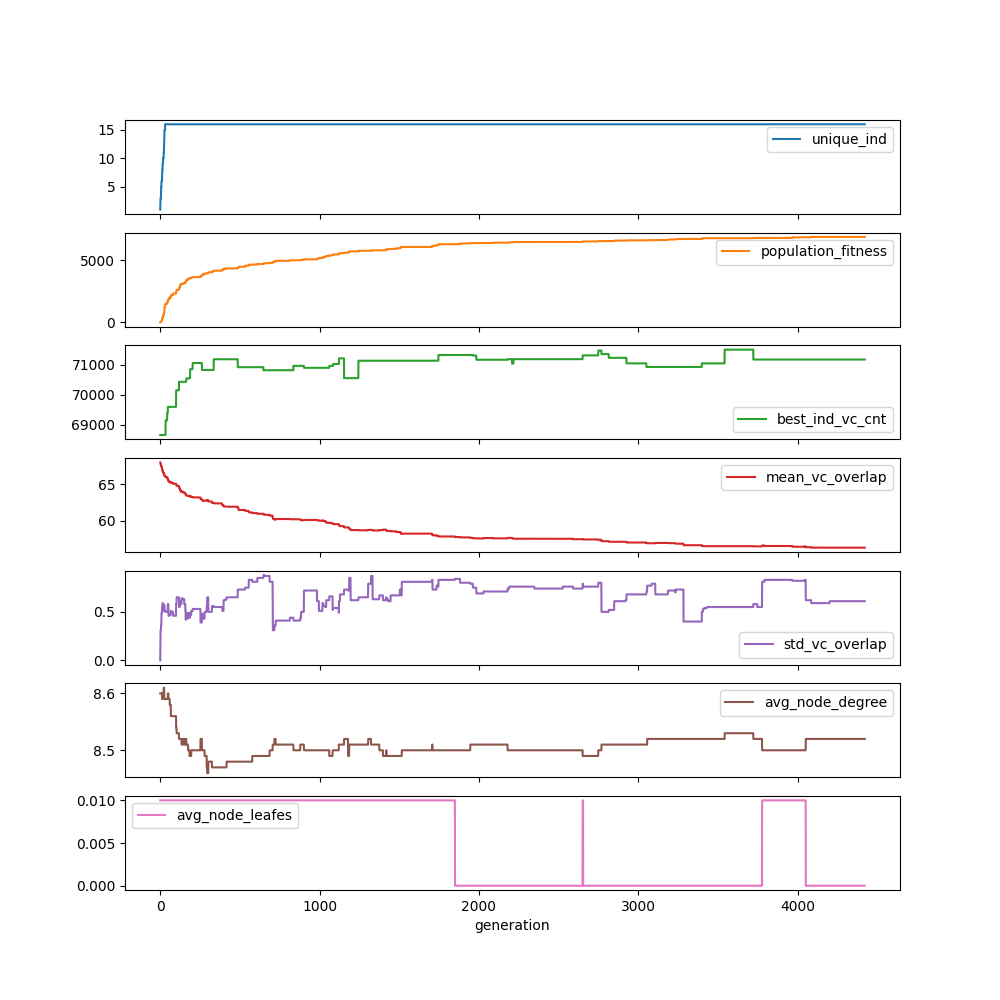 15
10
5
unique_ind
5000
0
population_fitness
71000
70000
69000
best_ind_vc_cnt
65
60
mean_vc_overlap
0.5
0.0
std_vc_overlap
8.6
8.5
avg_node_degree
0.010
0.005
0.000
avg_node_leafes
0 1000 2000 3000 4000
generation